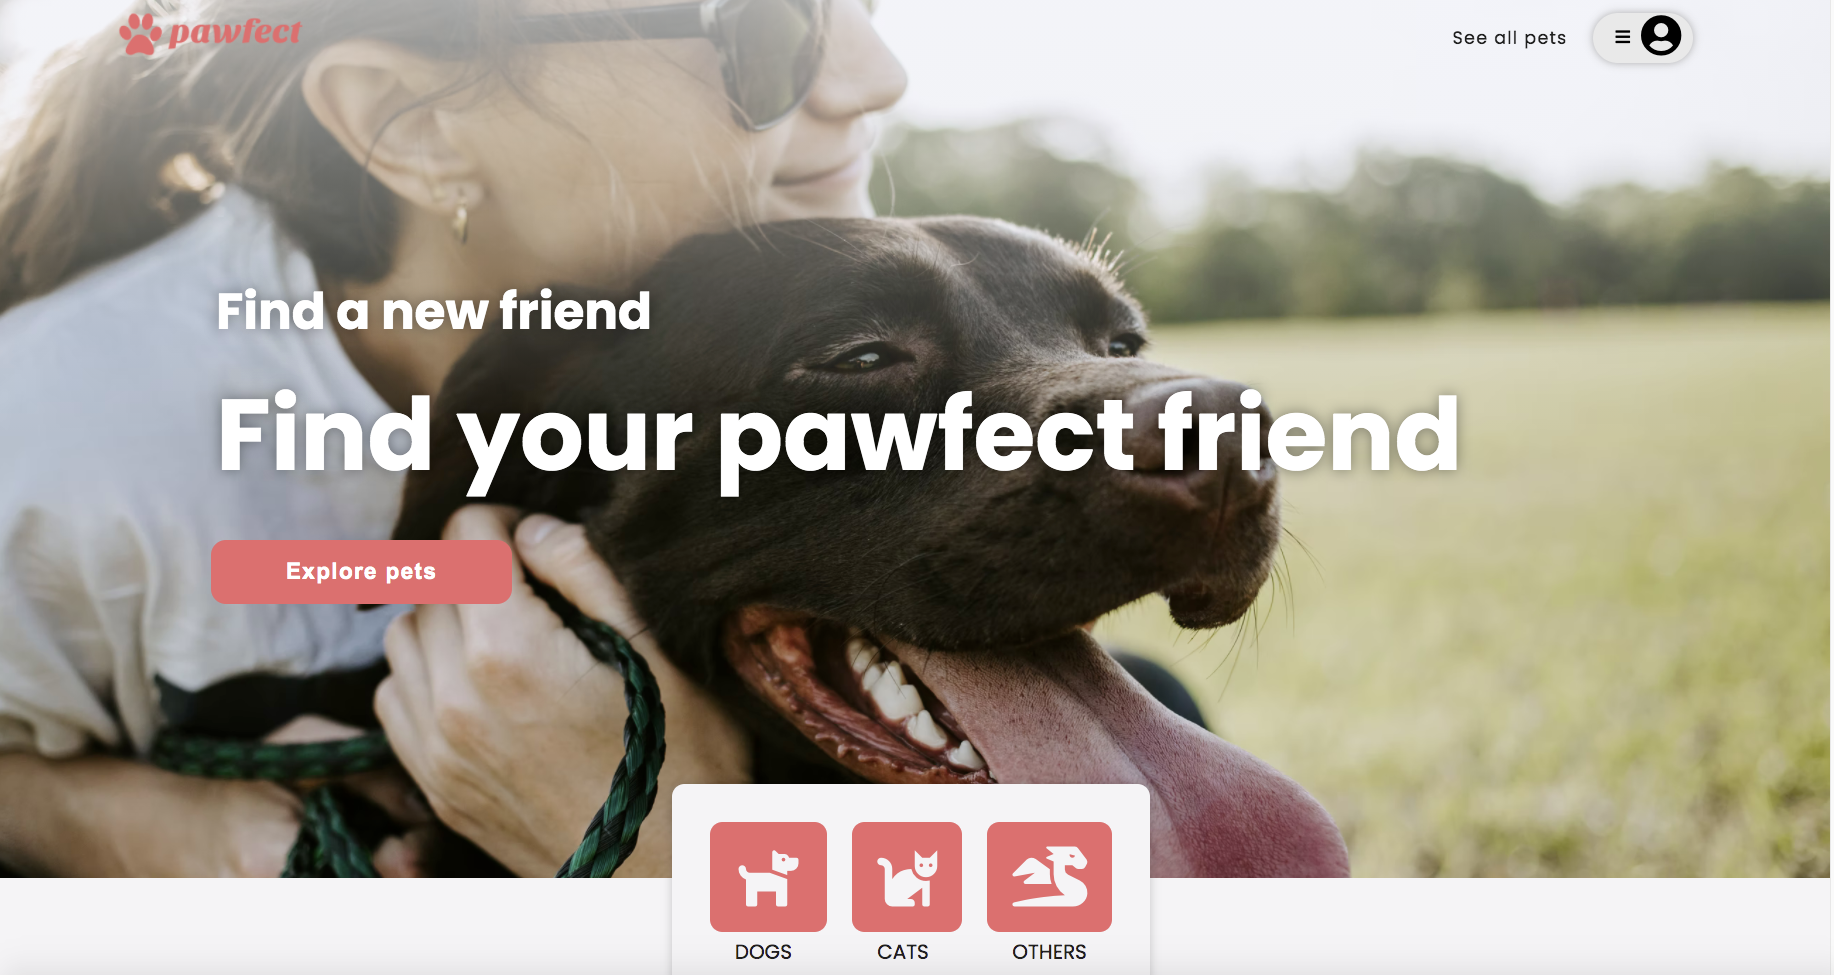 pawfect
See all pets
Find a new friend
Find your pawfect friend
Explore pets
DOGS
CATS
OTHERS